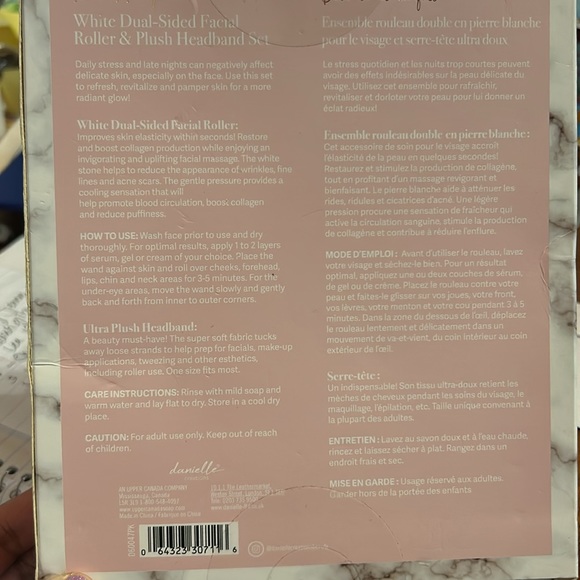 White Dual-Sided Facial
Roller & Plush Headband Set
Daily stress and late nights can negatively affect
delicate skin, especially on the face. Use this set
to refresh, revitalize and pamper skin for a more
radiant glow!
White Dual-Sided Facial Roller:
Improves skin elasticity within seconds! Restore
and boost collagen production while enjoying an
invigorating and uplifting facial massage. The white
stone helps to reduce the appearance of wrinkles, fine
lines and acne scars. The gentle pressure provides a
cooling sensation that will
help promote blood circulation, boost collagen
and reduce puffiness.
HOW TO USE: Wash face prior to use and dry
thoroughly. For optimal results, apply 1 to 2 layers
of serum, gel or cream of your choice. Place the
wand against skin and roll over cheeks, forehead,
lips, chin and neck areas for 3-5 minutes. For the
under-eye areas, move the wand slowly and gently
back and forth from inner to outer corners.
Ultra Plush Headband:
A beauty must-have! The super soft fabric tucks
away loose strands to help prep for facials, make-up
applications, tweezing and other esthetics,
including roller use. One size fits most.
CARE INSTRUCTIONS: Rinse with mild soap and
warm water and lay flat to dry. Store in a cool dry
place.
CAUTION: For adult use only. Keep out of reach
of children.
danielle
AN UPPER CANADA COMPANY
Mississauga, Canada
Made in China / Fabriqué en Chine
D60047PK
0 64323 30711 6
Ensemble rouleau double en pierre blanche
pour le visage et serre-tête ultra doux
Le stress quotidien et les nuits trop courtes peuvent
avoir des effets indésirables sur la peau délicate du
visage. Utilisez cet ensemble pour rafraîchir,
revitaliser et dorloter votre peau pour lui donner un
éclat radieux!
Ensemble rouleau double en pierre blanche :
Cet accessoire de soin pour le visage accroît
l'élasticité de la peau en quelques secondes!
Restaurez et stimulez la production de collagène,
tout en profitant d'un massage revigorant et
bienfaisant. Le pierre blanche aide à atténuer les
rides, ridules et cicatrices d'acné. Une légère
pression procure une sensation de fraîcheur qui
active la circulation sanguine, stimule la production
de collagène et contribue à réduire l'enflure.
MODE D'EMPLOI : Avant d'utiliser le rouleau, lavez
votre visage et séchez-le bien. Pour un résultat
optimal, appliquez une ou deux couches de sérum,
de gel ou de crème. Placez le rouleau contre votre
peau et faites-le glisser sur vos joues, votre front,
vos lèvres, votre menton et votre cou pendant 3 à 5
minutes. Dans la zone du dessous de l'œil, déplacez
le rouleau lentement et délicatement dans un
mouvement de va-et-vient, du coin intérieur au coin
extérieur de l'œil.
Serre-tête :
Un indispensable! Son tissu ultra-doux retient les
mèches de cheveux pendant les soins du visage, le
maquillage, l'épilation, etc. Taille unique convenant à
la plupart des adultes.
ENTRETIEN : Lavez au savon doux et à l'eau chaude,
rincez et laissez sécher à plat. Rangez dans un
endroit frais et sec.
MISE EN GARDE : Usage réservé aux adultes.
Garder hors de la portée des enfants